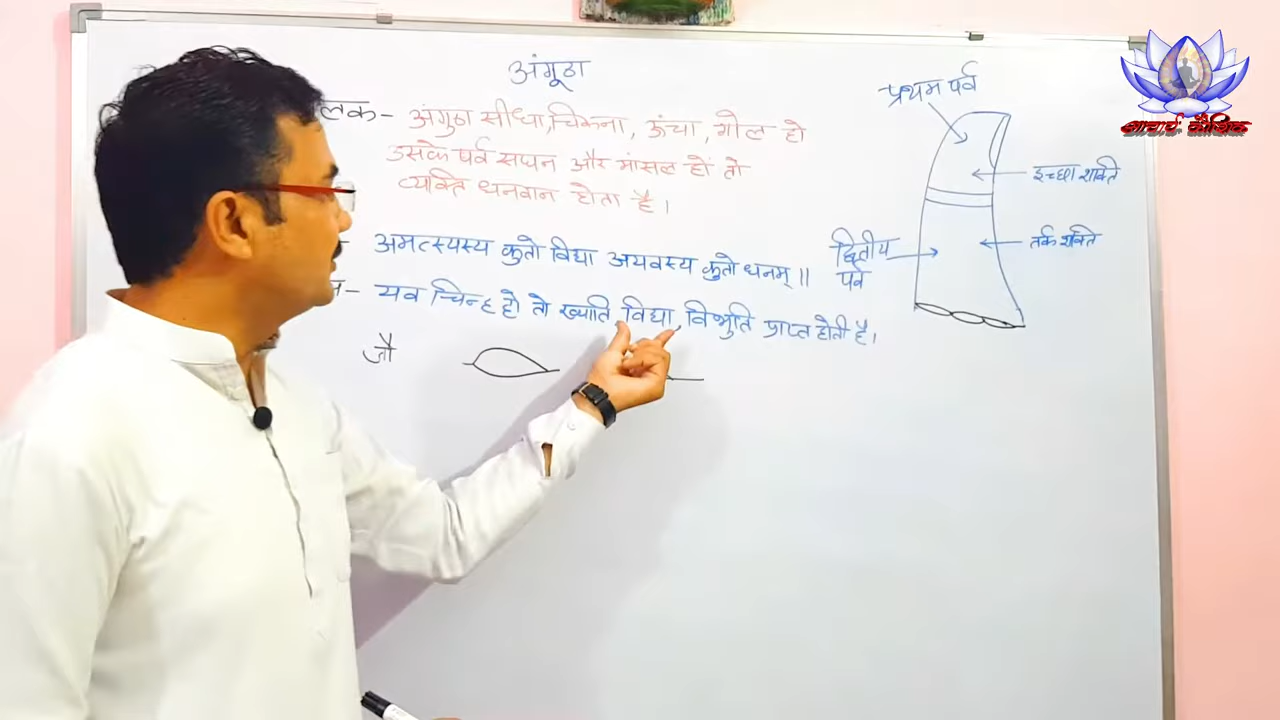 अंगूठा
लक- अंगुठा सीधा, चिकना, ऊंचा, गोल हो
उसके पर्व सघन और मांसल हों तो
व्यक्ति धनवान होता है।
अमत्स्यस्य कुतो विद्या अयवस्य कुतो धनम्॥
यव चिन्ह हो तो ख्याति, विद्या, विभुति प्राप्त होती है।
जौ
प्रथम पर्व
इच्छा शक्ति
द्वितीय
पर्व
तर्क शक्ति
आचार्य कौशिक